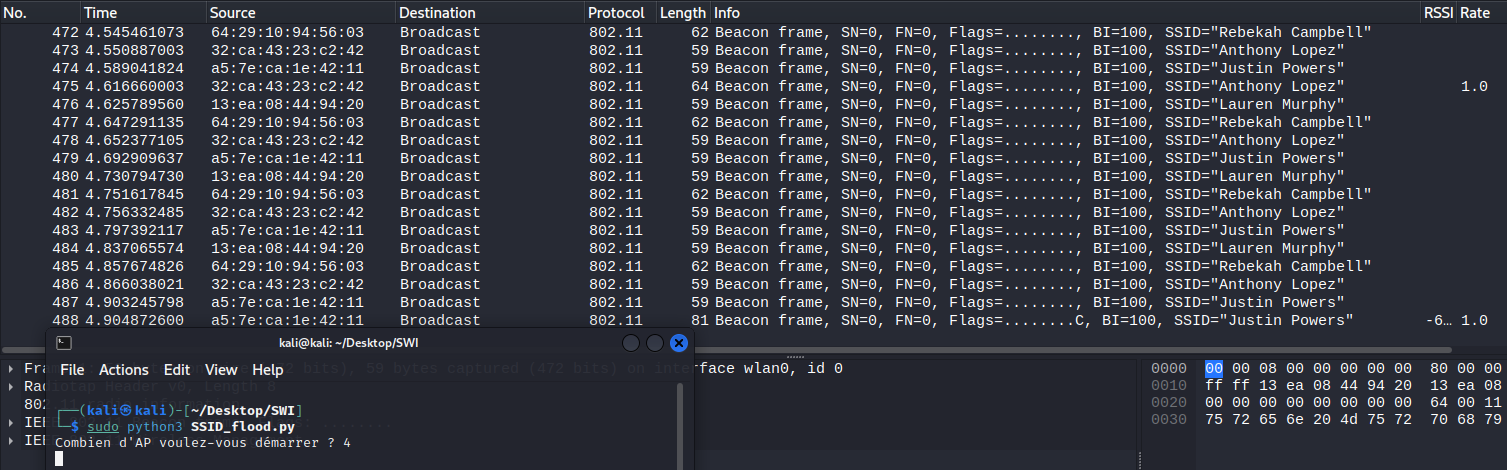 No. Time Source Destination Protocol Length Info RSSI Rate
472 4.545461073 64:29:10:94:56:03 Broadcast 802.11 62 Beacon frame, SN=0, FN=0, Flags=........, BI=100, SSID="Rebekah Campbell"
473 4.550887003 32:ca:43:23:c2:42 Broadcast 802.11 59 Beacon frame, SN=0, FN=0, Flags=........, BI=100, SSID="Anthony Lopez"
474 4.589041824 a5:7e:ca:1e:42:11 Broadcast 802.11 59 Beacon frame, SN=0, FN=0, Flags=........, BI=100, SSID="Justin Powers"
475 4.616660003 32:ca:43:23:c2:42 Broadcast 802.11 64 Beacon frame, SN=0, FN=0, Flags=........, BI=100, SSID="Anthony Lopez" 1.0
476 4.625789560 13:ea:08:44:94:20 Broadcast 802.11 59 Beacon frame, SN=0, FN=0, Flags=........, BI=100, SSID="Lauren Murphy"
477 4.647291135 64:29:10:94:56:03 Broadcast 802.11 62 Beacon frame, SN=0, FN=0, Flags=........, BI=100, SSID="Rebekah Campbell"
478 4.652377105 32:ca:43:23:c2:42 Broadcast 802.11 59 Beacon frame, SN=0, FN=0, Flags=........, BI=100, SSID="Anthony Lopez"
479 4.692909637 a5:7e:ca:1e:42:11 Broadcast 802.11 59 Beacon frame, SN=0, FN=0, Flags=........, BI=100, SSID="Justin Powers"
480 4.730794730 13:ea:08:44:94:20 Broadcast 802.11 59 Beacon frame, SN=0, FN=0, Flags=........, BI=100, SSID="Lauren Murphy"
481 4.751617845 64:29:10:94:56:03 Broadcast 802.11 62 Beacon frame, SN=0, FN=0, Flags=........, BI=100, SSID="Rebekah Campbell"
482 4.756332485 32:ca:43:23:c2:42 Broadcast 802.11 59 Beacon frame, SN=0, FN=0, Flags=........, BI=100, SSID="Anthony Lopez"
483 4.797392117 a5:7e:ca:1e:42:11 Broadcast 802.11 59 Beacon frame, SN=0, FN=0, Flags=........, BI=100, SSID="Justin Powers"
484 4.837065574 13:ea:08:44:94:20 Broadcast 802.11 59 Beacon frame, SN=0, FN=0, Flags=........, BI=100, SSID="Lauren Murphy"
485 4.857674826 64:29:10:94:56:03 Broadcast 802.11 62 Beacon frame, SN=0, FN=0, Flags=........, BI=100, SSID="Rebekah Campbell"
486 4.866038021 32:ca:43:23:c2:42 Broadcast 802.11 59 Beacon frame, SN=0, FN=0, Flags=........, BI=100, SSID="Anthony Lopez"
487 4.903245798 a5:7e:ca:1e:42:11 Broadcast 802.11 59 Beacon frame, SN=0, FN=0, Flags=........, BI=100, SSID="Justin Powers"
488 4.904872600 a5:7e:ca:1e:42:11 Broadcast 802.11 81 Beacon frame, SN=0, FN=0, Flags=........C, BI=100, SSID="Justin Powers" -6… 1.0
kali@kali: ~/Desktop/SWI
File Actions Edit View Help
┌──(kali㉿kali)-[~/Desktop/SWI]
└─$ sudo python3 SSID_flood.py
Combien d'AP voulez-vous démarrer ? 4
bits), 59 bytes captured (472 bits) on interface wlan0, id 0
Radiotap Header v0, Length 8
0000 00 00 08 00 00 00 00 00 80 00 00
0010 ff ff 13 ea 08 44 94 20 13 ea 08
0020 00 00 00 00 00 00 00 00 64 00 11
0030 75 72 65 6e 20 4d 75 72 70 68 79